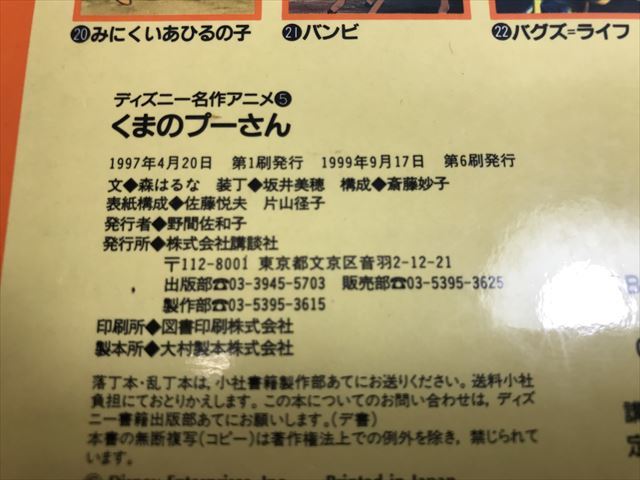 ⑳みにくいあひるの子 ㉑バンビ ㉒バグズ=ライフ
ディズニー名作アニメ❺
くまのプーさん
1997年4月20日 第1刷発行 1999年9月17日 第6刷発行
文◆森はるな 装丁◆坂井美穂 構成◆斎藤妙子
表紙構成◆佐藤悦夫 片山径子
発行者◆野間佐和子
発行所◆株式会社講談社
〒112-8001 東京都文京区音羽2-12-21
出版部☎03-3945-5703 販売部☎03-5395-3625
製作部☎03-5395-3615
印刷所◆図書印刷株式会社
製本所◆大村製本株式会社
落丁本・乱丁本は、小社書籍製作部あてにお送りください。送料小社
負担にておとりかえします。この本についてのお問い合わせは、ディズ
ニー書籍出版部あてにお願いします。(デ書)
本書の無断複写(コピー)は著作権法上での例外を除き、禁じられて
います。
© Disney Enterprises, Inc. Printed in Japan